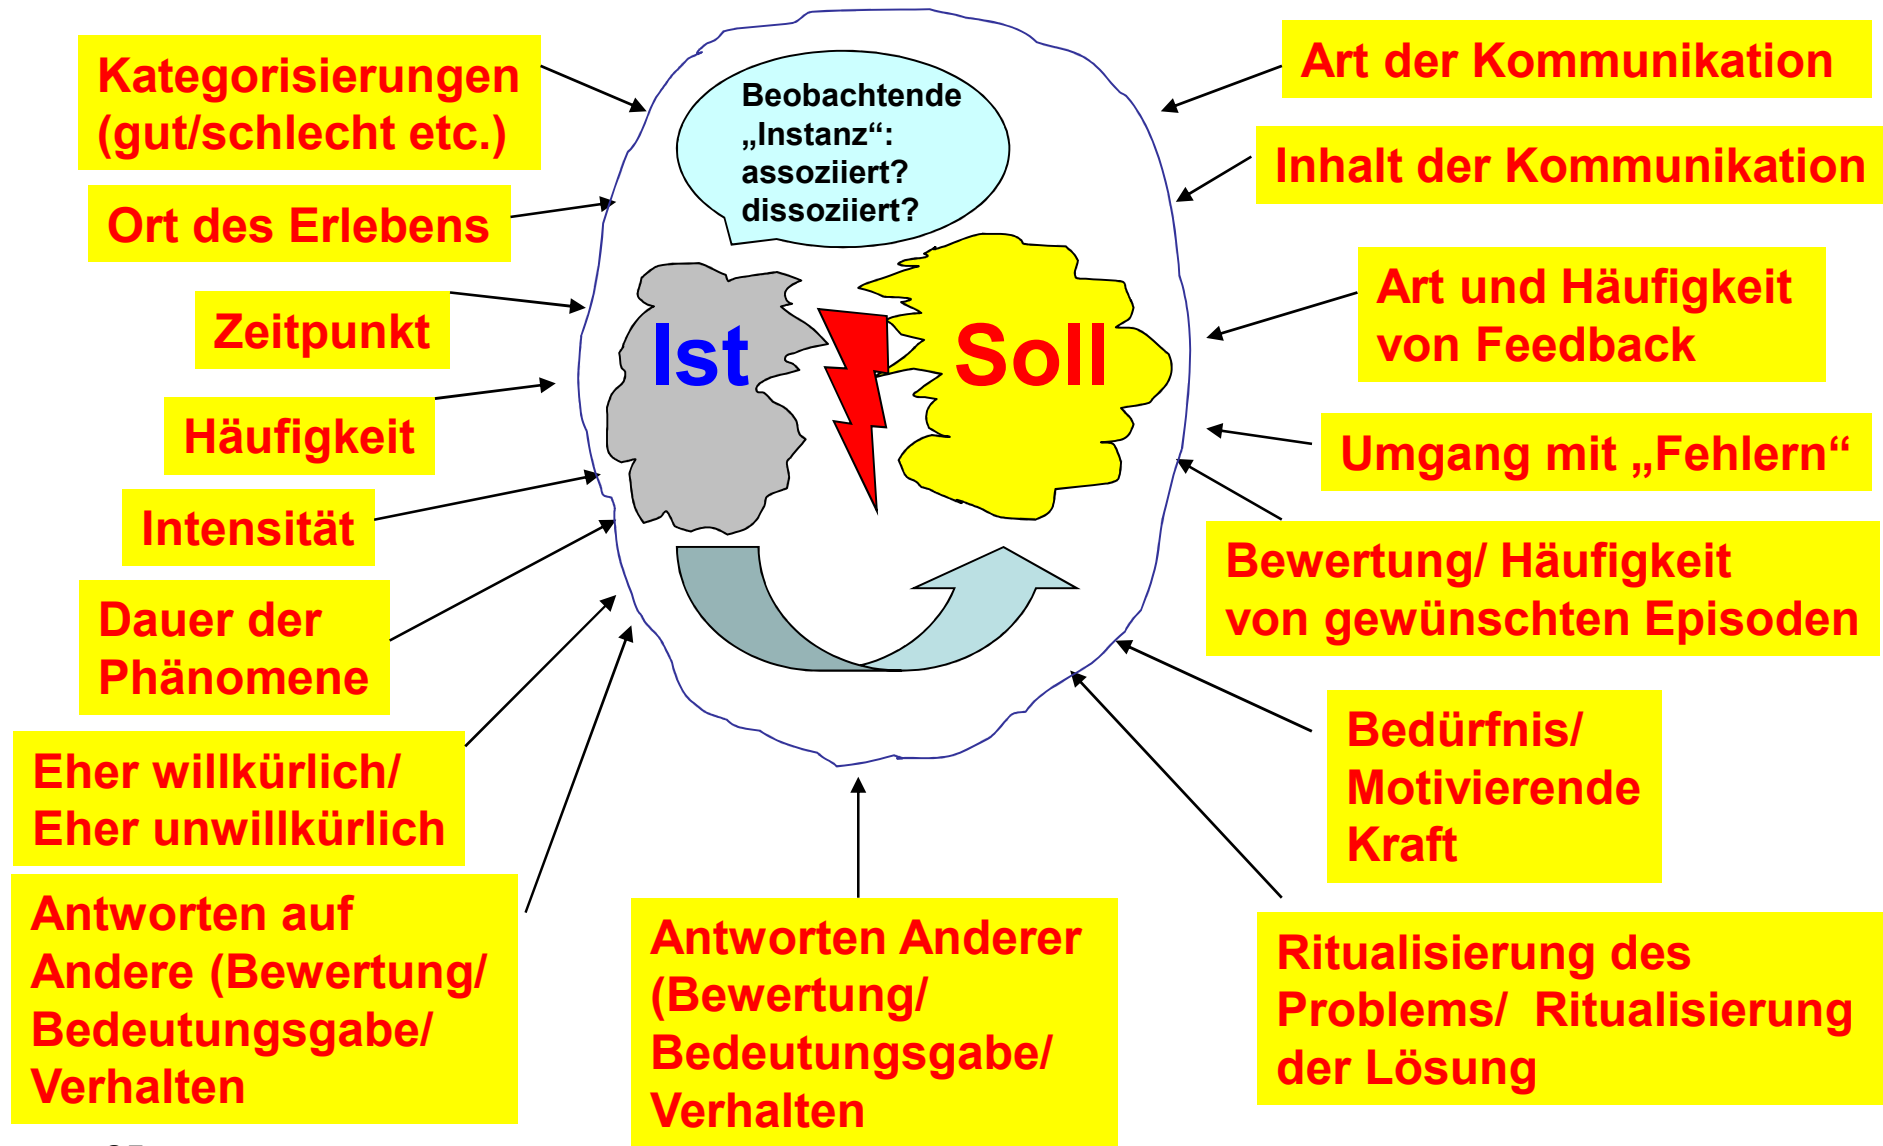 Kategorisierungen
(gut/schlecht etc.)
Ort des Erlebens
Zeitpunkt
Häufigkeit
Intensität
Dauer der
Phänomene
Eher willkürlich/
Eher unwillkürlich
Antworten auf
Andere (Bewertung/
Bedeutungsgabe/
Verhalten
Beobachtende
„Instanz“:
assoziiert?
dissoziiert?
Ist
Soll
Antworten Anderer
(Bewertung/
Bedeutungsgabe/
Verhalten
Art der Kommunikation
Inhalt der Kommunikation
Art und Häufigkeit
von Feedback
Umgang mit „Fehlern“
Bewertung/ Häufigkeit
von gewünschten Episoden
Bedürfnis/
Motivierende
Kraft
Ritualisierung des
Problems/ Ritualisierung
der Lösung